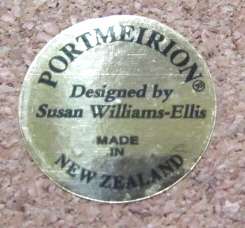 PORTMEIRION®
Designed by
Susan Williams-Ellis
MADE
IN
NEW ZEALAND